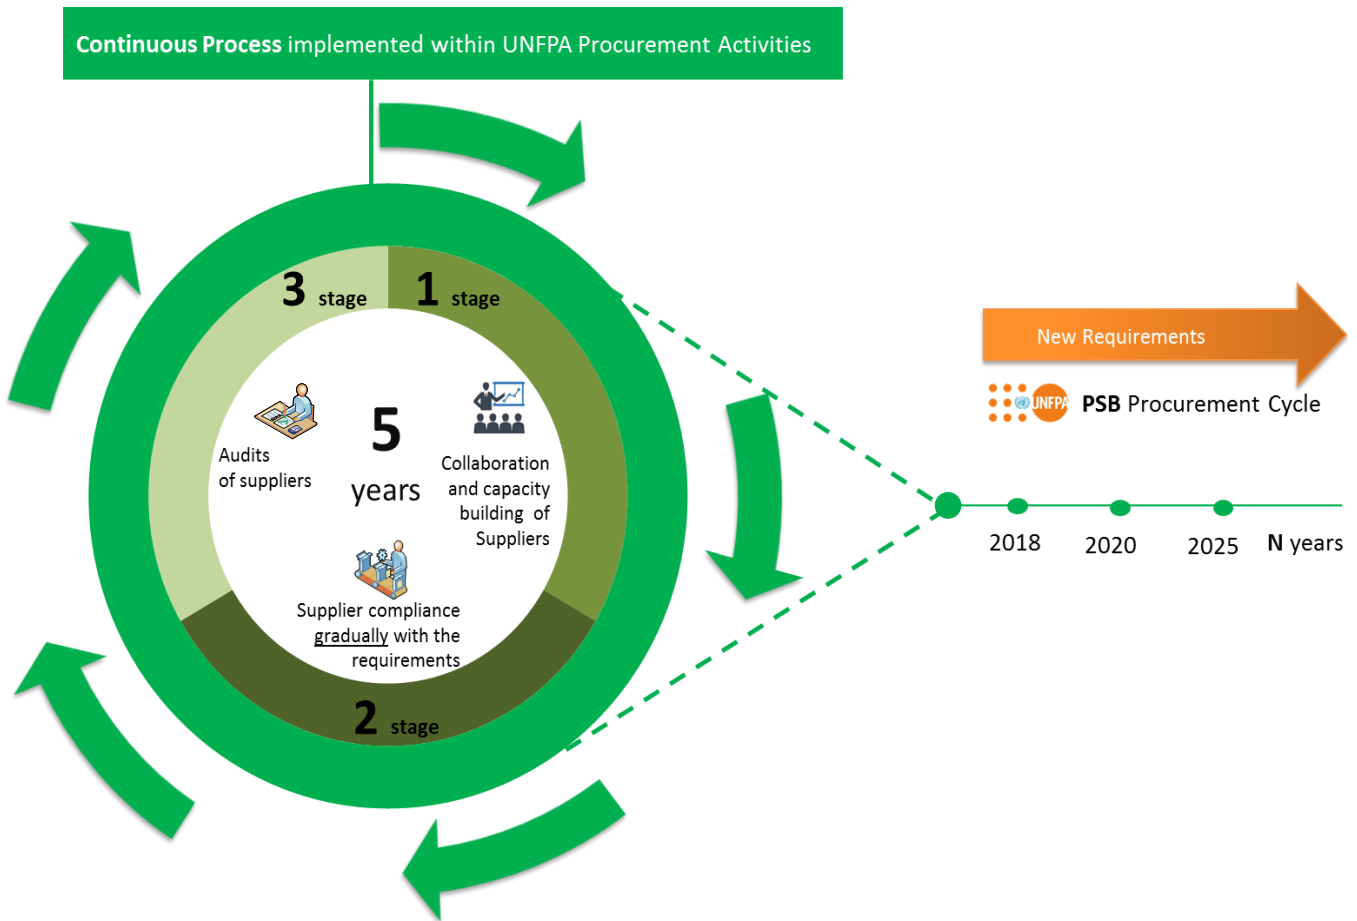 Continuous Process implemented within UNFPA Procurement Activities
3 stage
1 stage
5
years
Audits
of suppliers
Collaboration
and capacity
building of
Suppliers
Supplier compliance
gradually with the
requirements
2 stage
New Requirements
UNFPA
PSB Procurement Cycle
2018
2020
2025
N years